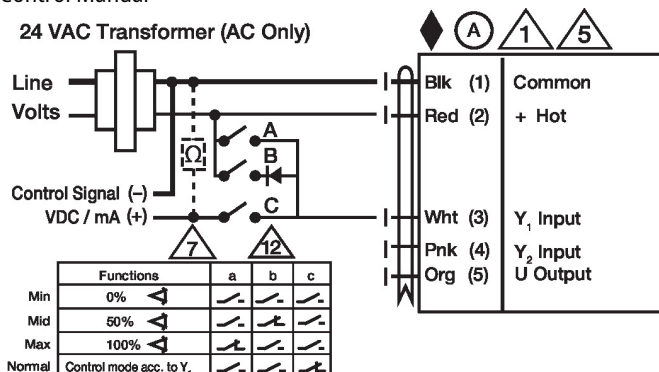 Control Manual
24 VAC Transformer (AC Only)
A 1 5
Line
Volts
Blk (1) Common
Red (2) + Hot
A
Ω
B
Control Signal (–)
VDC / mA (+)
C
Wht (3) Y1 Input
7 12
Pnk (4) Y2 Input
Org (5) U Output
Functions a b c
Min 0%
Mid 50%
Max 100%
Normal Control mode acc. to Y